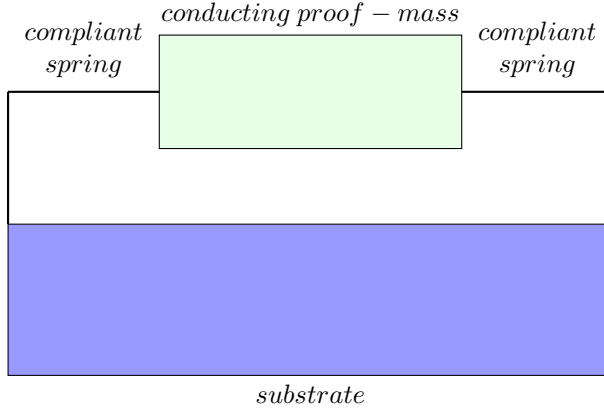 conducting proof − mass
compliant
spring
compliant
spring
substrate